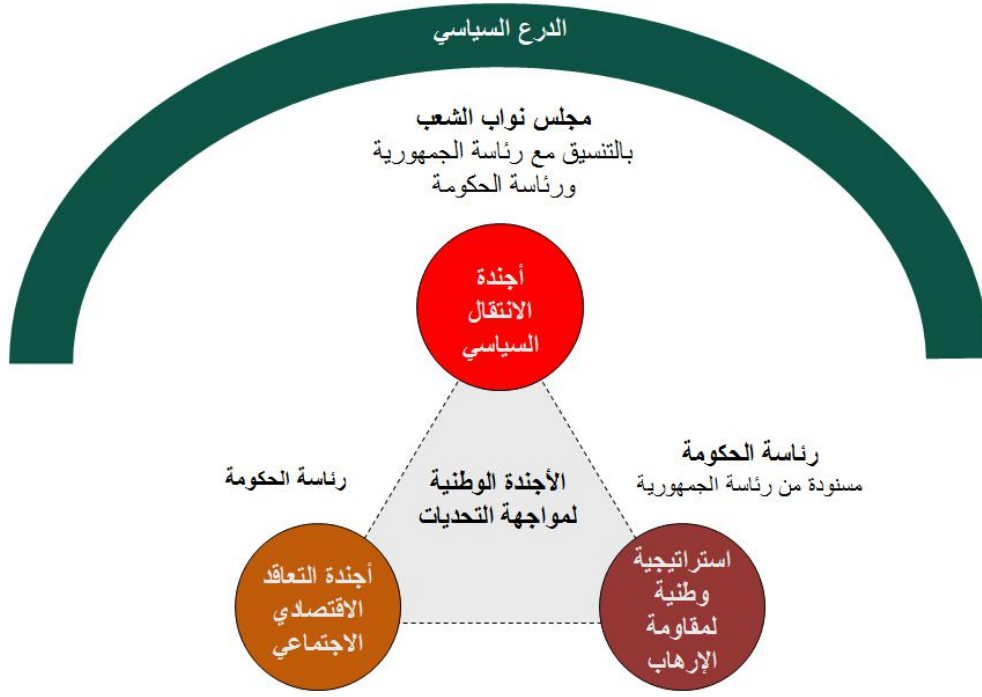 الدرع السياسي
مجلس نواب الشعب
بالتنسيق مع رئاسة الجمهورية
ورئاسة الحكومة
أجندة
الانتقال
السياسي
رئاسة الحكومة
مسنودة من رئاسة الجمهورية
الأجندة الوطنية
لمواجهة التحديات
رئاسة الحكومة
استراتيجية
وطنية
لمقاومة
الإرهاب
أجندة التعاقد
الاقتصادي
الاجتماعي